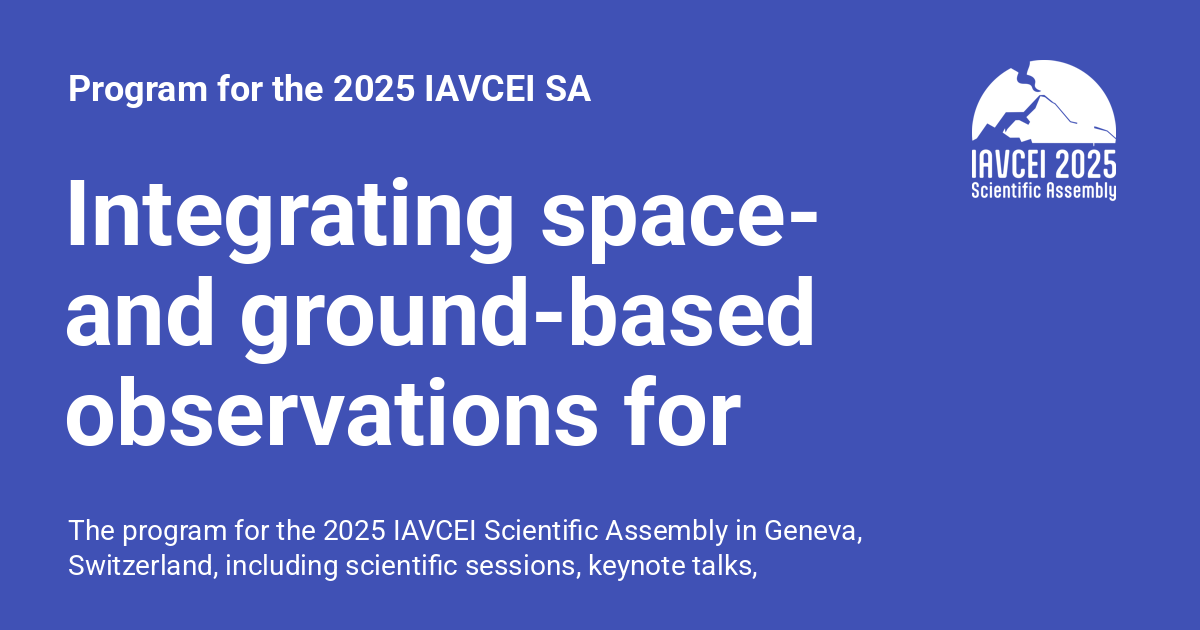 Program for the 2025 IAVCEI SA
IAVCEI 2025
Scientific Assembly
Integrating space-
and ground-based
observations for
The program for the 2025 IAVCEI Scientific Assembly in Geneva,
Switzerland, including scientific sessions, keynote talks,